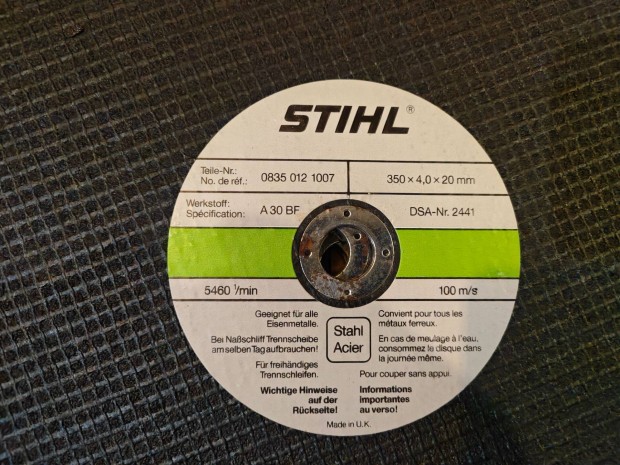 STIHL®
Teile-Nr.: 0835 012 1007 350 × 4,0 × 20 mm
No. de réf.:
Werkstoff: A 30 BF DSA-Nr. 2441
Spécification:
5460 1/min 100 m/s
Geeignet für alle
Eisenmetalle.
Bei Naßschliff Trennscheibe
am selben Tag aufbrauchen!
Für freihändiges
Trennschleifen.
Wichtige Hinweise
auf der
Rückseite!
Stahl
Acier
Convient pour tous les
métaux ferreux.
En cas de meulage à l'eau,
consommez le disque dans
la journée même.
Pour couper sans appui.
Informations
importantes
au verso!
Made in U.K.